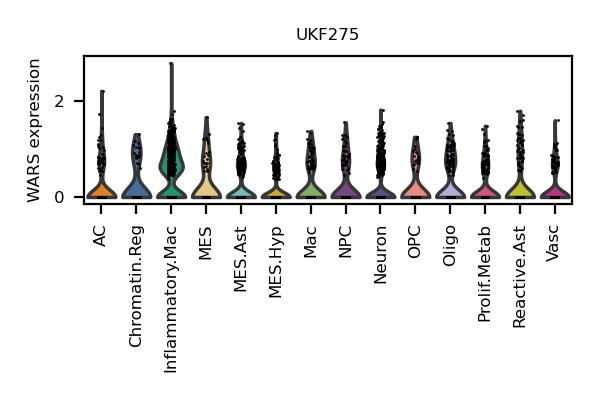 UKF275
WARS expression
2
0
AC
Chromatin.Reg
Inflammatory.Mac
MES
MES.Ast
MES.Hyp
Mac
NPC
Neuron
OPC
Oligo
Prolif.Metab
Reactive.Ast
Vasc